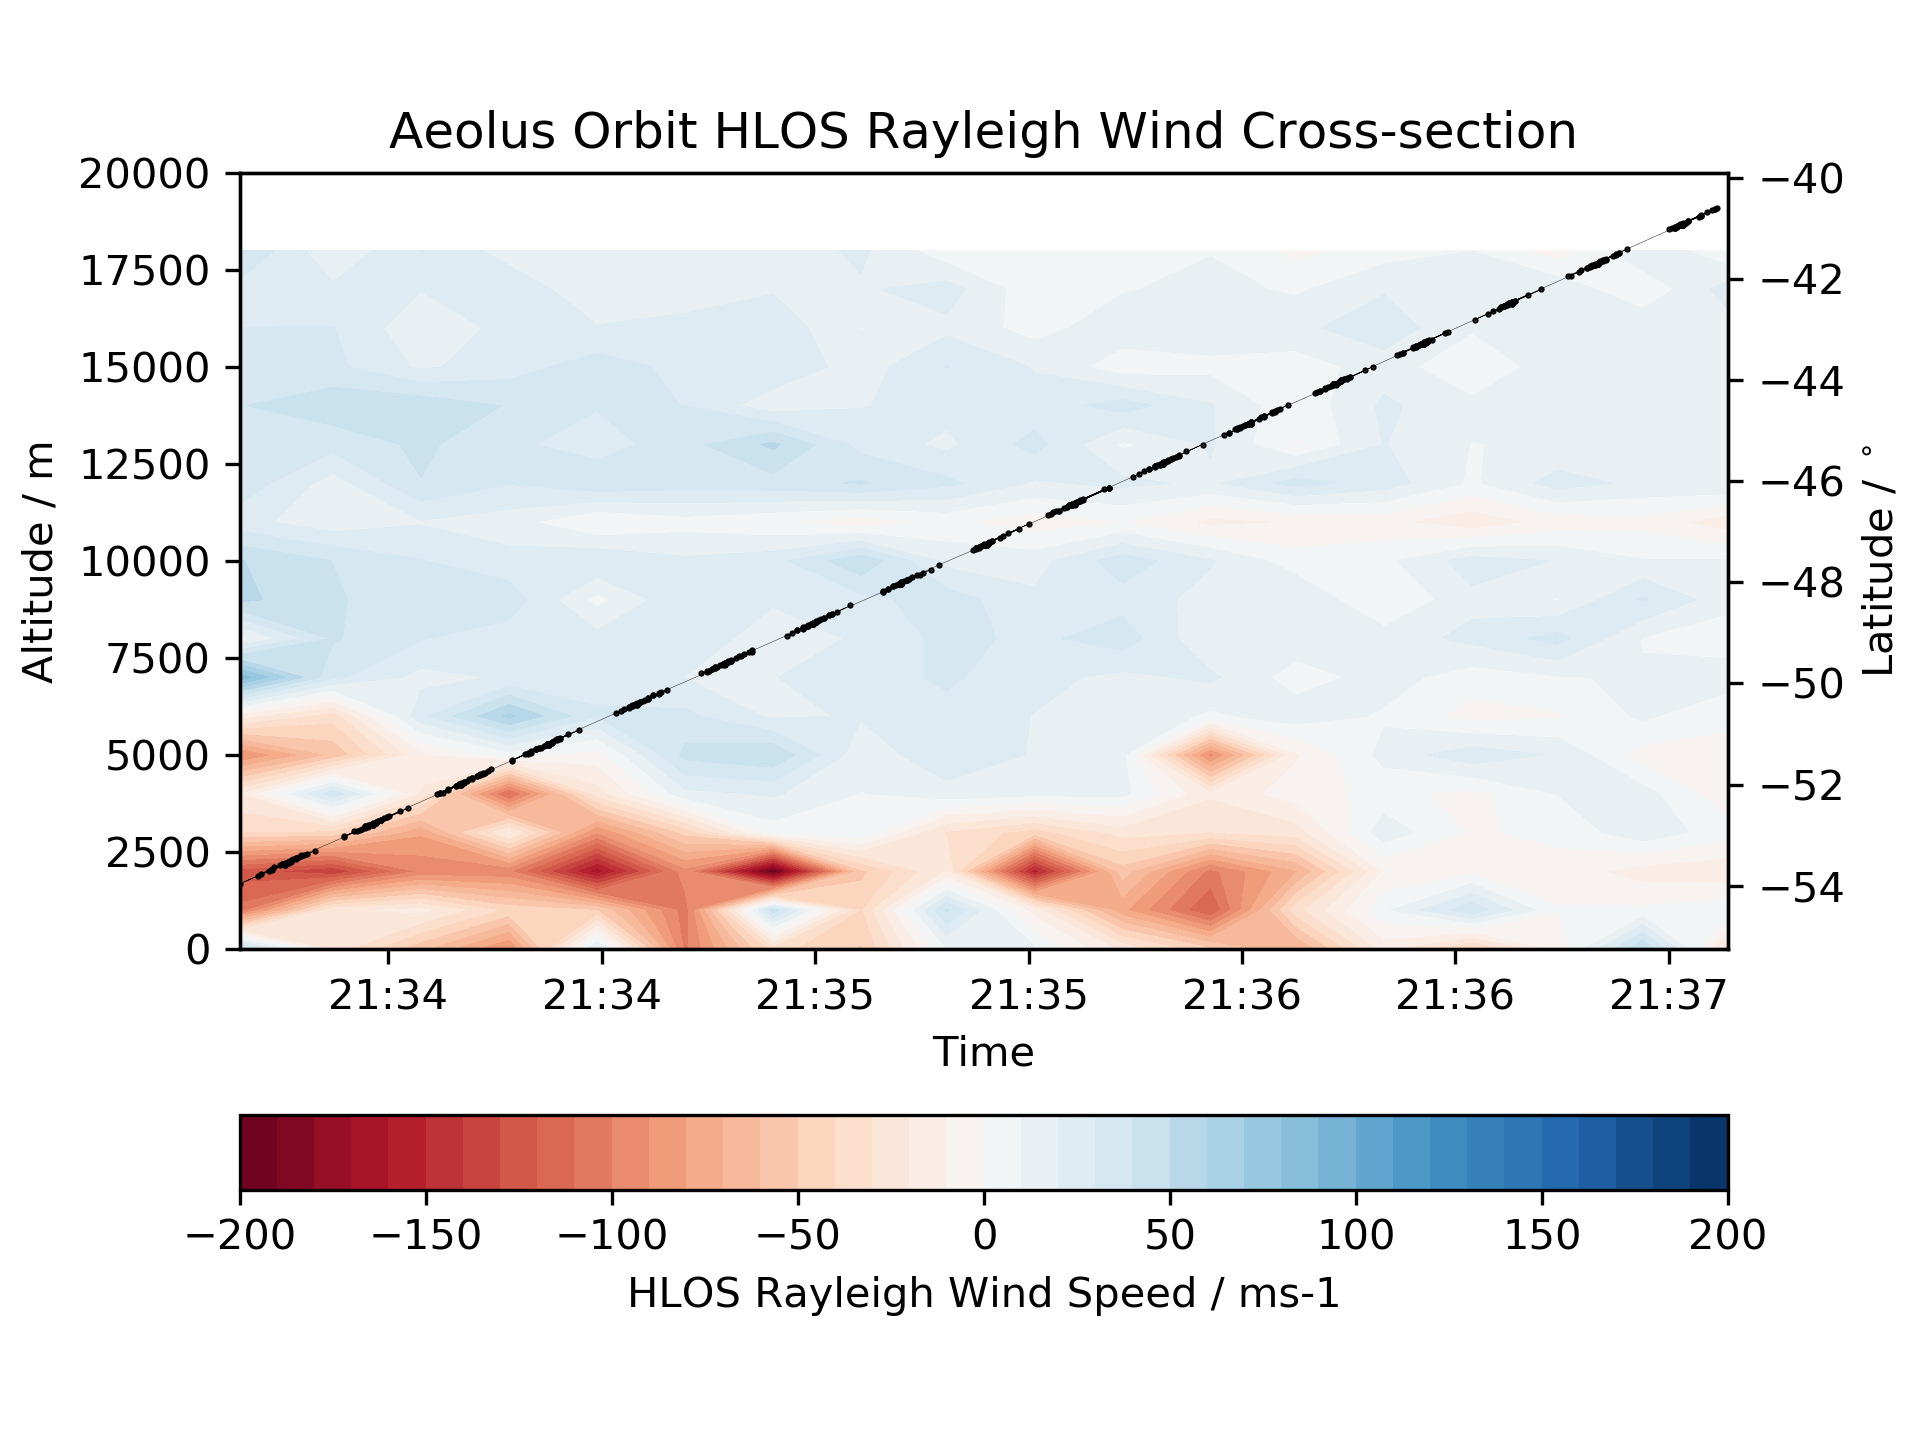 Aeolus Orbit HLOS Rayleigh Wind Cross-section
20000
17500
15000
12500
10000
7500
5000
2500
0
Altitude / m
−40
−42
−44
−46
−48
−50
−52
−54
Latitude / °
21:34 21:34 21:35 21:35 21:36 21:36 21:37
Time
−200 −150 −100 −50 0 50 100 150 200
HLOS Rayleigh Wind Speed / ms-1